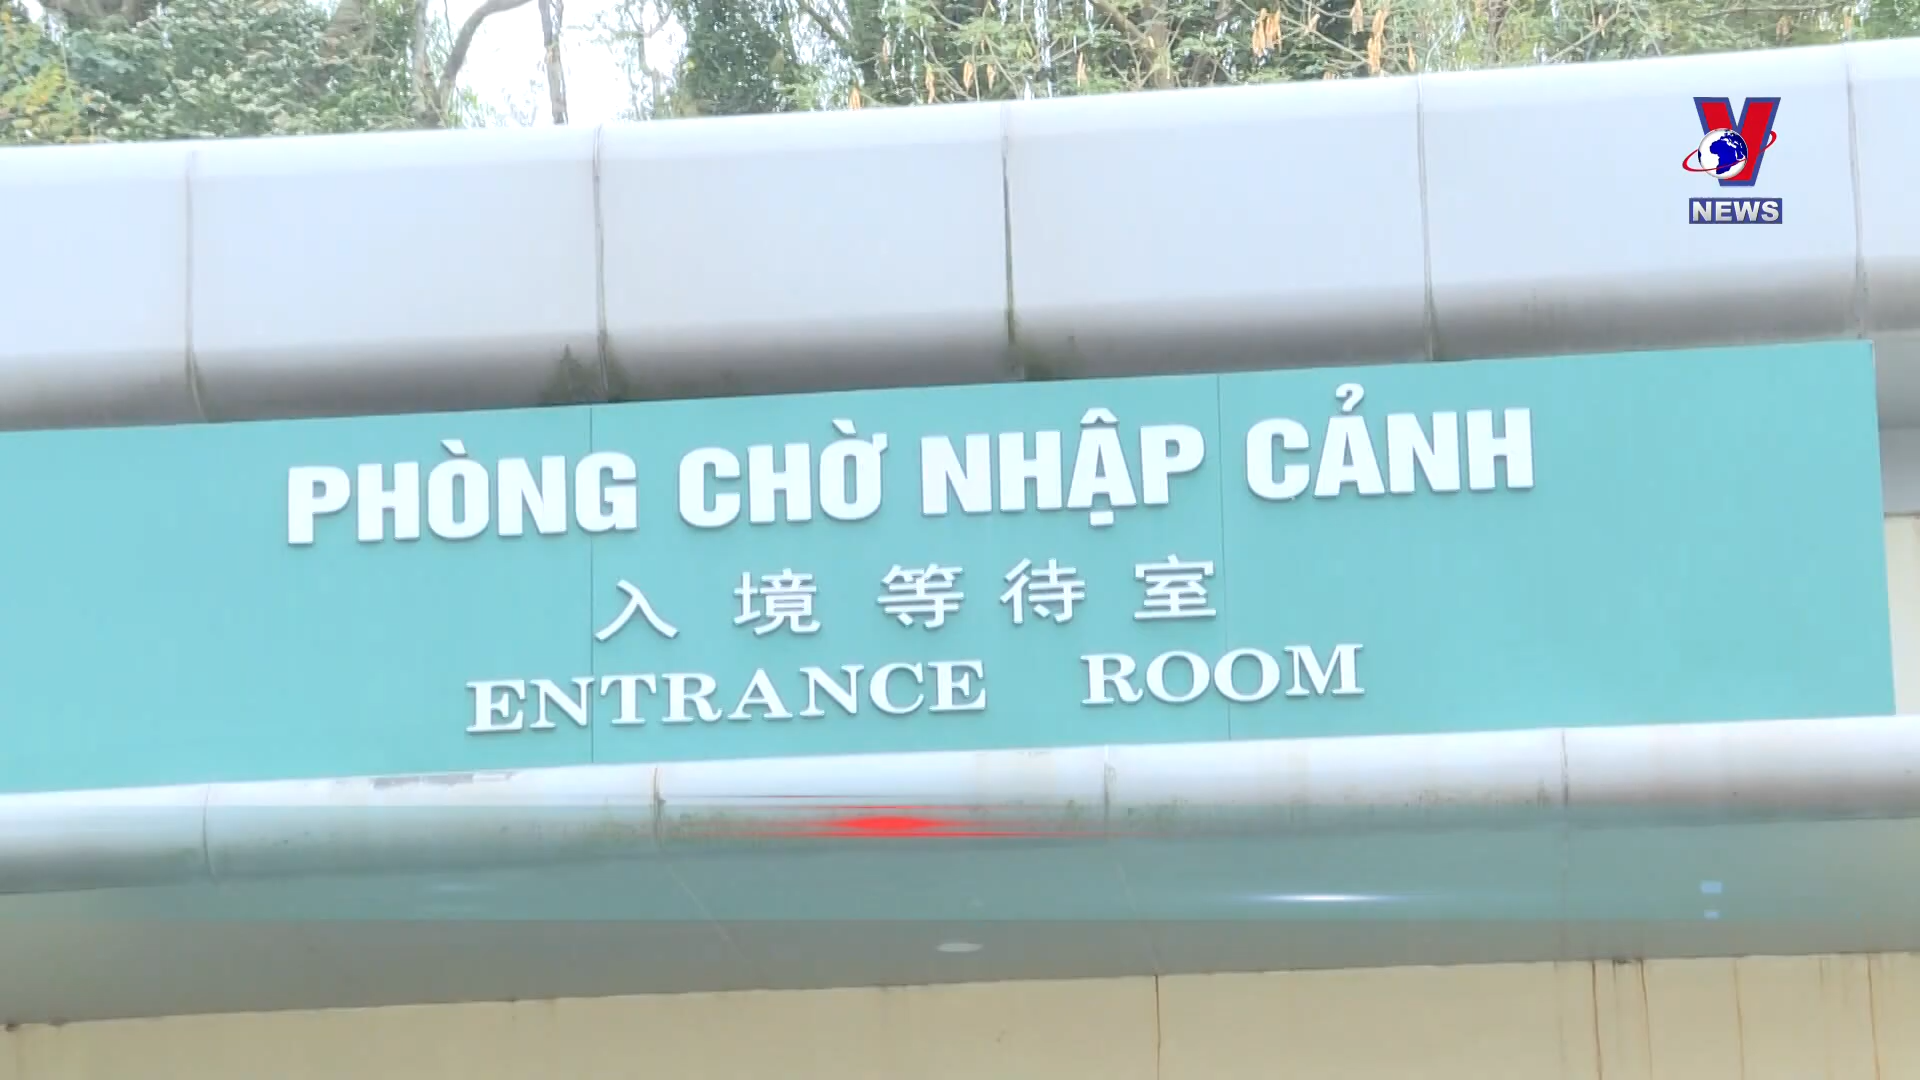 V
NEWS
PHÒNG CHỜ NHẬP CẢNH
入境等待室
ENTRANCE ROOM